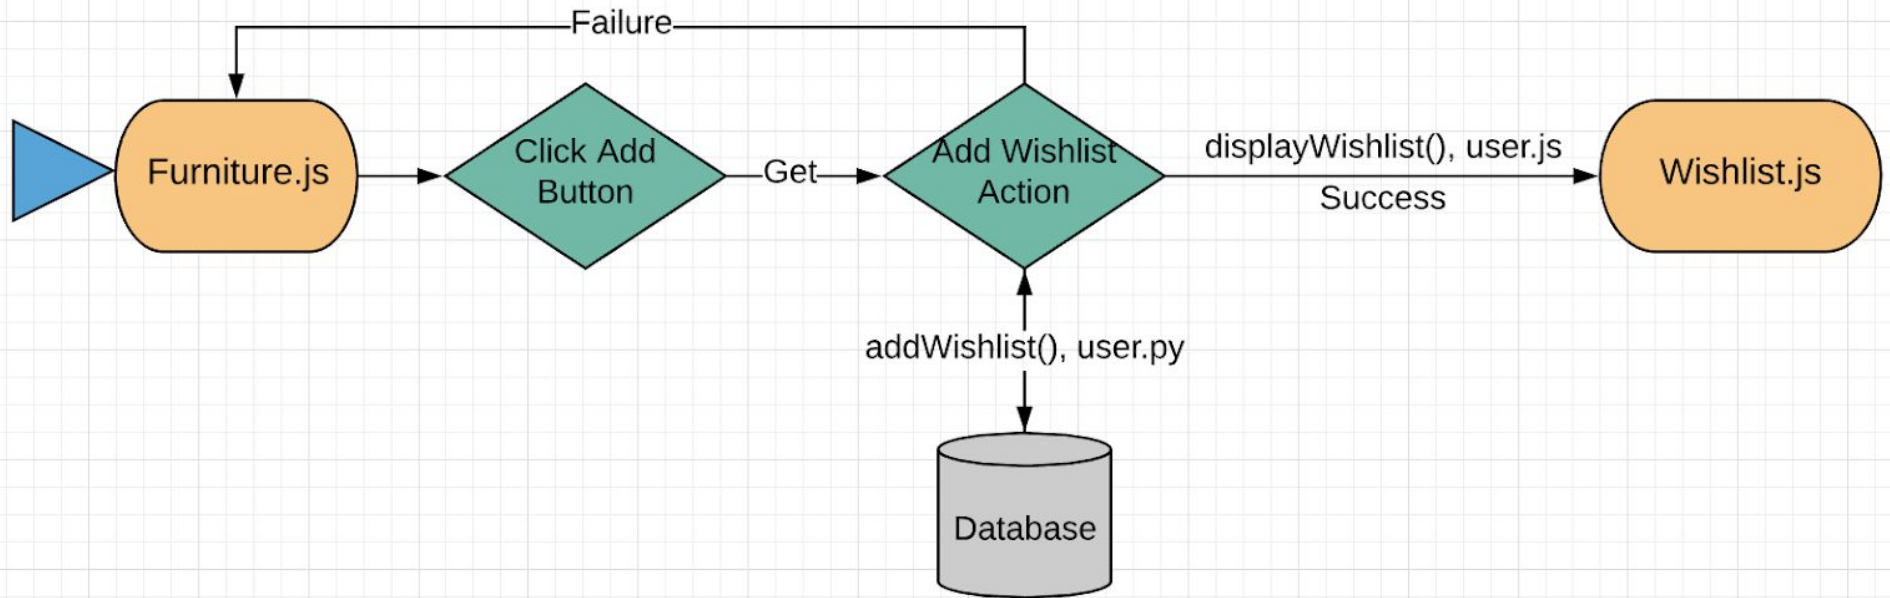 Failure
Furniture.js
Click Add
Button
Get
Add Wishlist
Action
displayWishlist(), user.js
Success
Wishlist.js
addWishlist(), user.py
Database